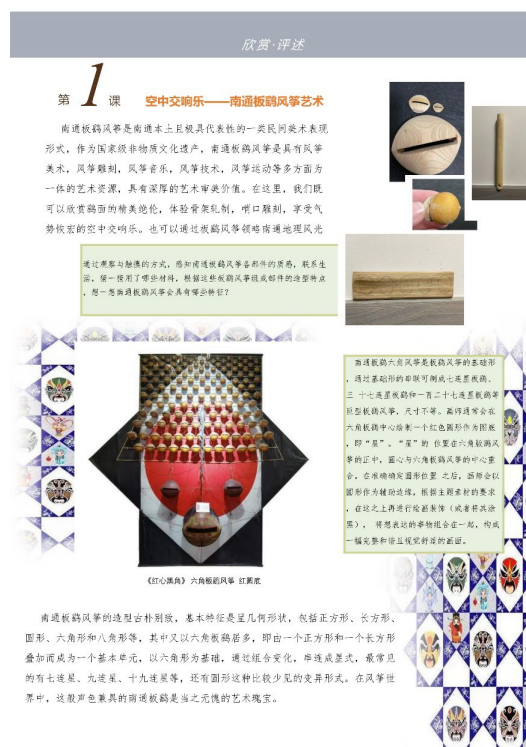 欣赏·评述
第1课 空中交响乐——南通板鹞风筝艺术
南通板鹞风筝是南通本土且极具代表性的一类民间美术表现
形式，作为国家级非物质文化遗产，南通板鹞风筝是具有风筝
美术，风筝雕刻，风筝音乐，风筝技术，风筝运动等多方面为
一体的艺术资源，具有深厚的艺术审美价值。在这里，我们既
可以欣赏鹞面的精美绝伦，体验骨架轧制，哨口雕刻，享受气
势恢宏的空中交响乐。也可以通过板鹞风筝领略南通地理风光
通过观察与触摸的方式，感知南通板鹞风筝各部件的质感，联系生
活，猜一猜用了哪些材料，根据这些板鹞风筝组成部件的造型特点
，想一想南通板鹞风筝会具有哪些特征？
南通板鹞六角风筝是板鹞风筝的基础形
，通过基础形的串联可制成七连星板鹞、
三十七连星板鹞和一百二十七连星板鹞等
巨型板鹞风筝，尺寸不等。画师通常会在
六角板鹞中心绘制一个红色圆形作为图底
，即“星”。“星”的 位置在六角板鹞风
筝的正中，圆心与六角板鹞风筝的中心重
合。在准确确定圆形位置 之后，画师会以
圆形作为辅助边缘，根据主题素材的要求
，在这之上再进行绘画装饰（或者将其涂
黑）， 将想表达的事物组合在一起，构成
一幅完整和谐且视觉舒适的画面。
《红心黑角》 六角板鹞风筝 红圆底
南通板鹞风筝的造型古朴别致，基本特征是呈几何形状，包括正方形、长方形、
圆形、六角形和八角形等，其中又以六角板鹞居多，即由一个正方形和一个长方形
叠加而成为一个基本单元，以六角形为基础，通过组合变化，串连成星式，最常见
的有七连星、九连星、十九连星等，还有圆形这种比较少见的变异形式。在风筝世
界中，这般声色兼具的南通板鹞是当之无愧的艺术瑰宝。